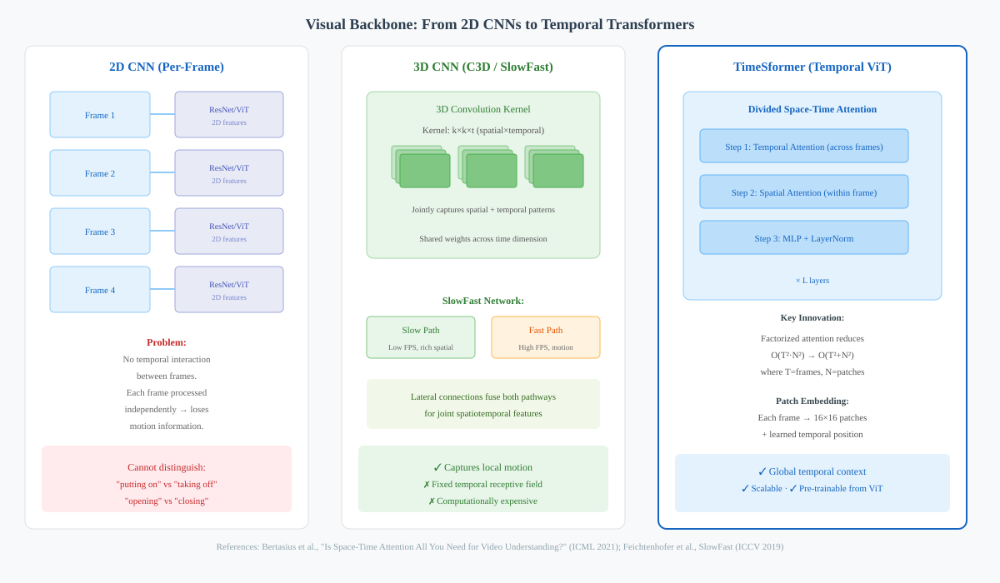 Visual Backbone: From 2D CNNs to Temporal Transformers
2D CNN (Per-Frame)
Frame 1
ResNet/ViT
2D features
Frame 2
ResNet/ViT
2D features
Frame 3
ResNet/ViT
2D features
Frame 4
ResNet/ViT
2D features
Problem:
No temporal interaction
between frames.
Each frame processed
independently → loses
motion information.
Cannot distinguish:
"putting on" vs "taking off"
"opening" vs "closing"
3D CNN (C3D / SlowFast)
3D Convolution Kernel
Kernel: k×k×t (spatial×temporal)
Jointly captures spatial + temporal patterns
Shared weights across time dimension
SlowFast Network:
Slow Path
Low FPS, rich spatial
Fast Path
High FPS, motion
Lateral connections fuse both pathways
for joint spatiotemporal features
✓ Captures local motion
✗ Fixed temporal receptive field
✗ Computationally expensive
TimeSformer (Temporal ViT)
Divided Space-Time Attention
Step 1: Temporal Attention (across frames)
Step 2: Spatial Attention (within frame)
Step 3: MLP + LayerNorm
× L layers
Key Innovation:
Factorized attention reduces
O(T²·N²) → O(T²+N²)
where T=frames, N=patches
Patch Embedding:
Each frame → 16×16 patches
+ learned temporal position
✓ Global temporal context
✓ Scalable · ✓ Pre-trainable from ViT
References: Bertasius et al., "Is Space-Time Attention All You Need for Video Understanding?" (ICML 2021); Feichtenhofer et al., SlowFast (ICCV 2019)